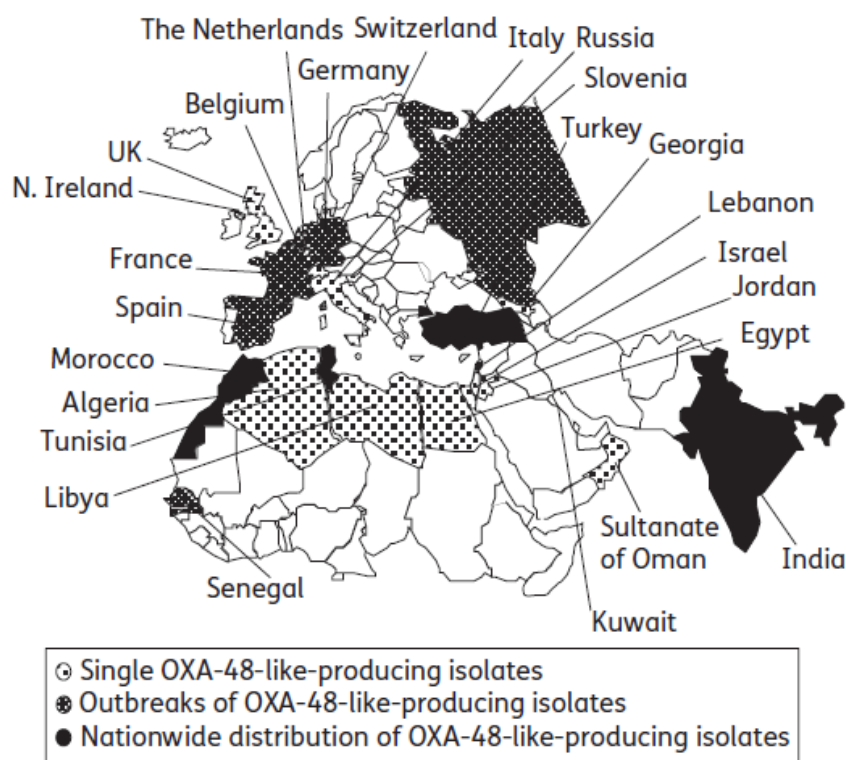 The Netherlands
Switzerland
Italy
Russia
Germany
Slovenia
Belgium
Turkey
Georgia
UK
N. Ireland
Lebanon
Israel
France
Jordan
Spain
Egypt
Morocco
Algeria
Tunisia
Libya
Sultanate
of Oman
India
Senegal
Kuwait
Single OXA-48-like-producing isolates
Outbreaks of OXA-48-like-producing isolates
Nationwide distribution of OXA-48-like-producing isolates